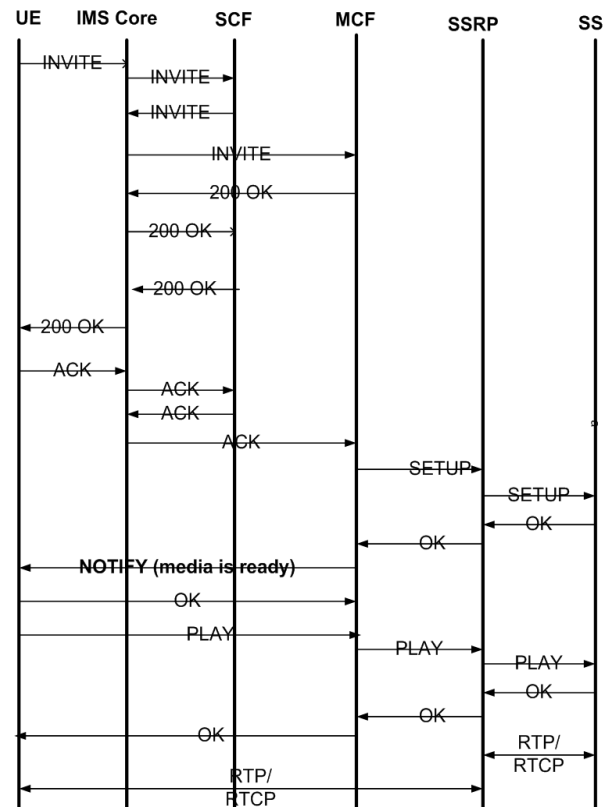 UE IMS Core SCF MCF SSRP SS
INVITE
INVITE
INVITE
INVITE
200 OK
200 OK
200 OK
200 OK
ACK
ACK
ACK
ACK
SETUP
SETUP
OK
OK
NOTIFY (media is ready)
OK
PLAY
PLAY
PLAY
OK
OK
OK
RTP/
RTCP
RTP/
RTCP